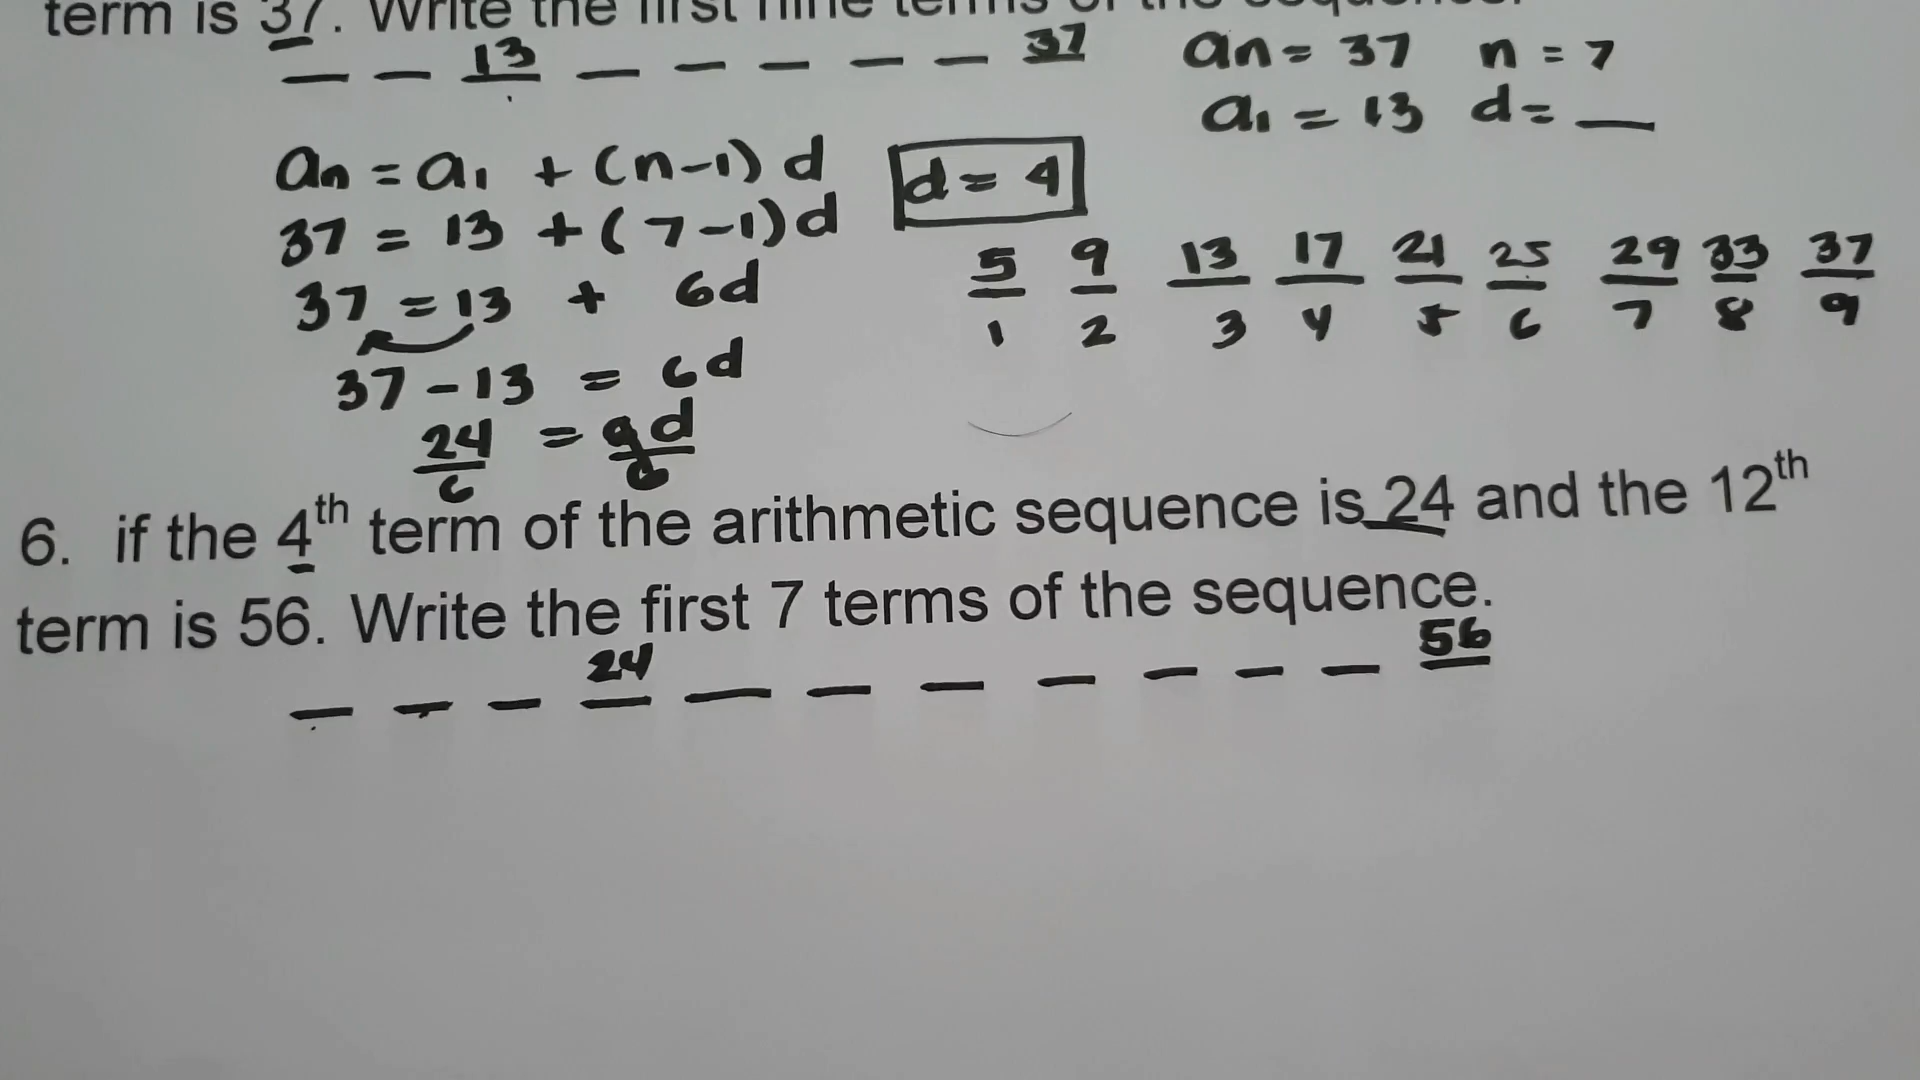 term is 37. Write the first nine terms of the sequence.
13 37
an = 37 n = 7
a1 = 13 d = __
an = a1 + (n-1) d
d = 4
37 = 13 + (7-1)d
37 = 13 + 6d
37 - 13 = 6d
24/6 = 6d/6
5 9 13 17 21 25 29 33 37
1 2 3 4 5 6 7 8 9
6. if the 4th term of the arithmetic sequence is 24 and the 12th
term is 56. Write the first 7 terms of the sequence.
24 56